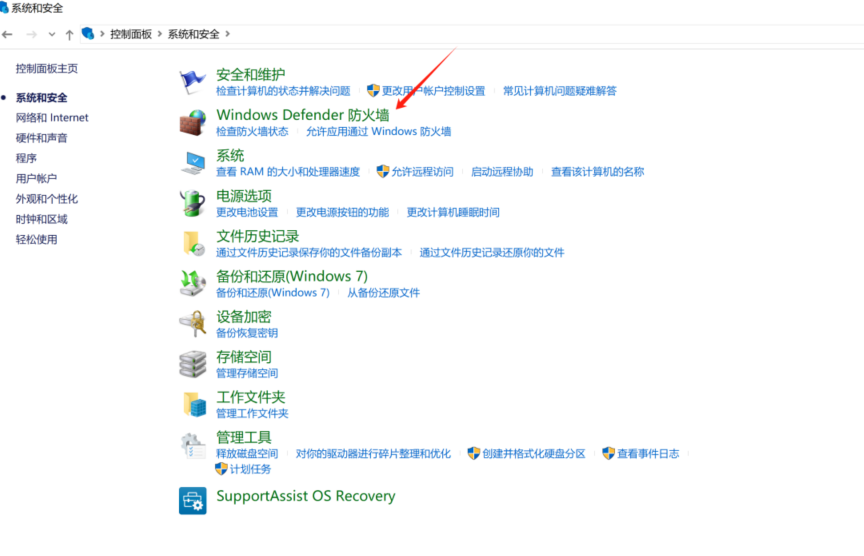 系统和安全
控制面板 > 系统和安全 >
控制面板主页
系统和安全
网络和 Internet
硬件和声音
程序
用户帐户
外观和个性化
时钟和区域
轻松使用
安全和维护
检查计算机的状态并解决问题 更改用户帐户控制设置 常见计算机问题疑难解答
Windows Defender 防火墙
检查防火墙状态 允许应用通过 Windows 防火墙
系统
查看 RAM 的大小和处理器速度 允许远程访问 启动远程协助 查看该计算机的名称
电源选项
更改电池设置 更改电源按钮的功能 更改计算机睡眠时间
文件历史记录
通过文件历史记录保存你的文件备份副本 通过文件历史记录还原你的文件
备份和还原(Windows 7)
备份和还原(Windows 7) 从备份还原文件
设备加密
备份恢复密钥
存储空间
管理存储空间
工作文件夹
管理工作文件夹
管理工具
释放磁盘空间 对你的驱动器进行碎片整理和优化 创建并格式化硬盘分区 查看事件日志
计划任务
SupportAssist OS Recovery